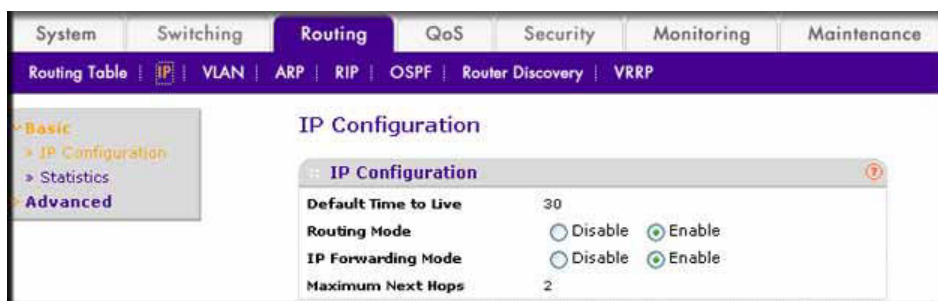 System Switching Routing QoS Security Monitoring Maintenance
Routing Table | IP | VLAN | ARP | RIP | OSPF | Router Discovery | VRRP
Basic
» IP Configuration
» Statistics
Advanced
IP Configuration
IP Configuration ?
Default Time to Live 30
Routing Mode Disable Enable
IP Forwarding Mode Disable Enable
Maximum Next Hops 2